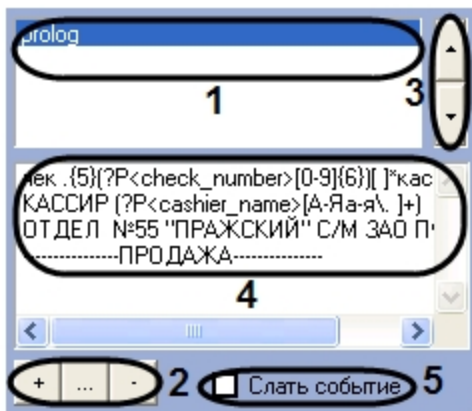 prolog
1
3
чек .{5}(?P<check_number>[0-9]{6})[ ]*кас
КАССИР (?P<cashier_name>[А-Яа-я\. ]+)
ОТДЕЛ №55 "ПРАЖСКИЙ" С/М ЗАО
---------------ПРОДАЖА---------------
4
+ ... - 2 Слать событие 5